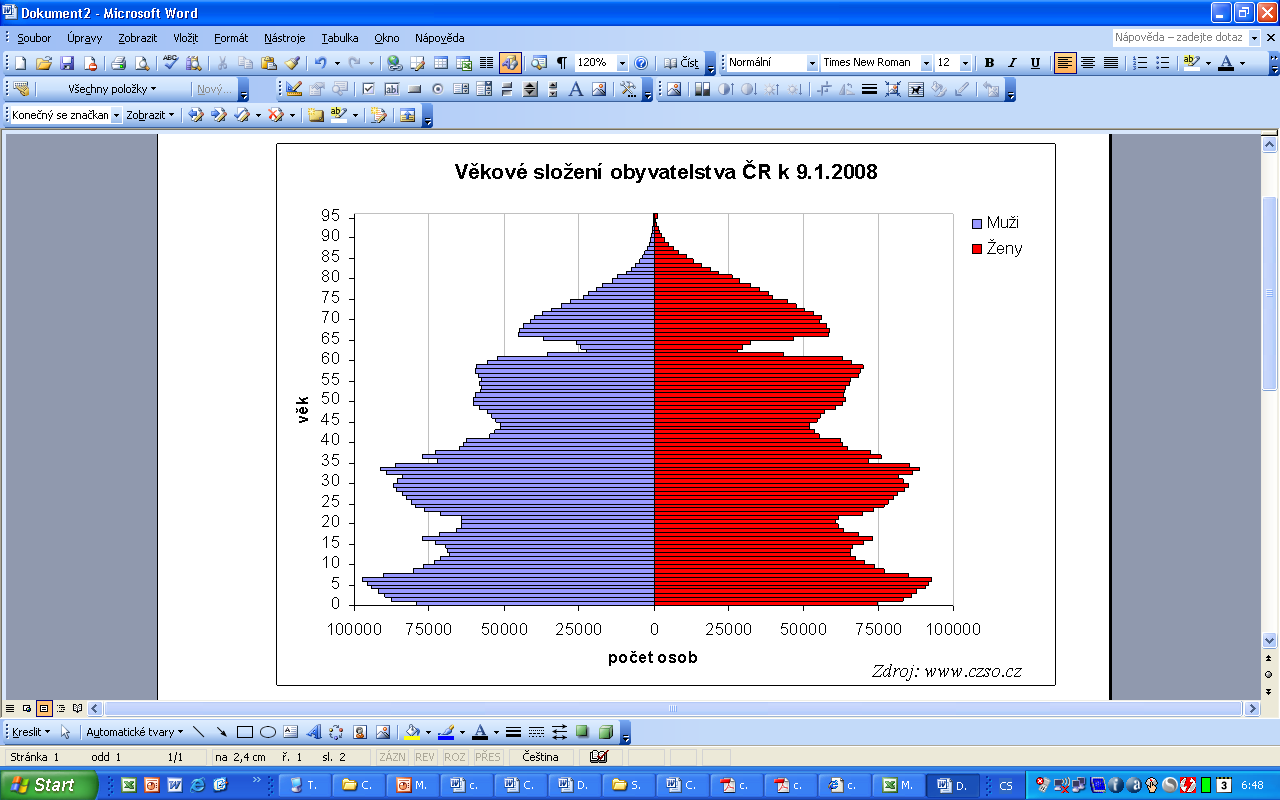 Dokument2 - Microsoft Word
Soubor Úpravy Zobrazit Vložit Formát Nástroje Tabulka Okno Nápověda
Nápověda – zadejte dotaz
120% Číst Normální Times New Roman 12 B I U
Všechny položky Nový...
Konečný se značkan Zobrazit
Věkové složení obyvatelstva ČR k 9.1.2008
95
90
85
80
75
70
65
60
55
50
45
40
35
30
25
20
15
10
5
0
věk
Muži
Ženy
100000 75000 50000 25000 0 25000 50000 75000 100000
počet osob
Zdroj: www.czso.cz
Kreslit Automatické tvary
Stránka 1 odd 1 1/1 na 2,4 cm ř. 1 sl. 2 ZÁZN REV ROZ PŘES Čeština
Start T. C. M. c. C. D. S. C. c. c. c. M. D. CS 3 6:48